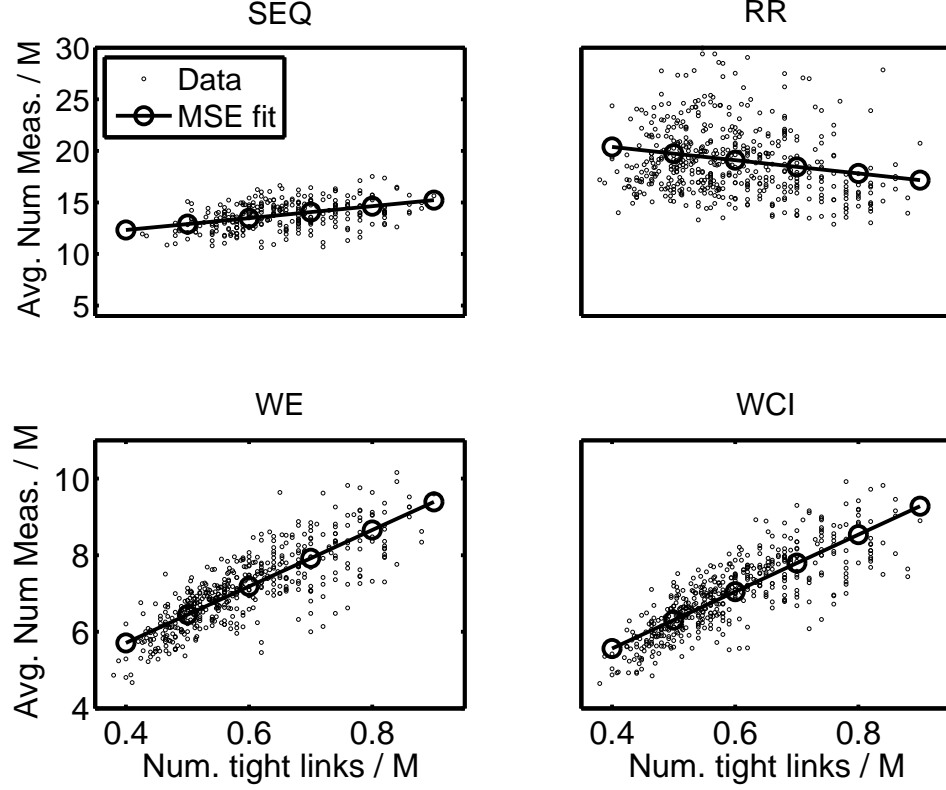 SEQ
RR
Avg. Num Meas. / M
30
25
20
15
10
5
Data
MSE fit
WE
WCI
Avg. Num Meas. / M
10
8
6
4
0.4 0.6 0.8
0.4 0.6 0.8
Num. tight links / M
Num. tight links / M